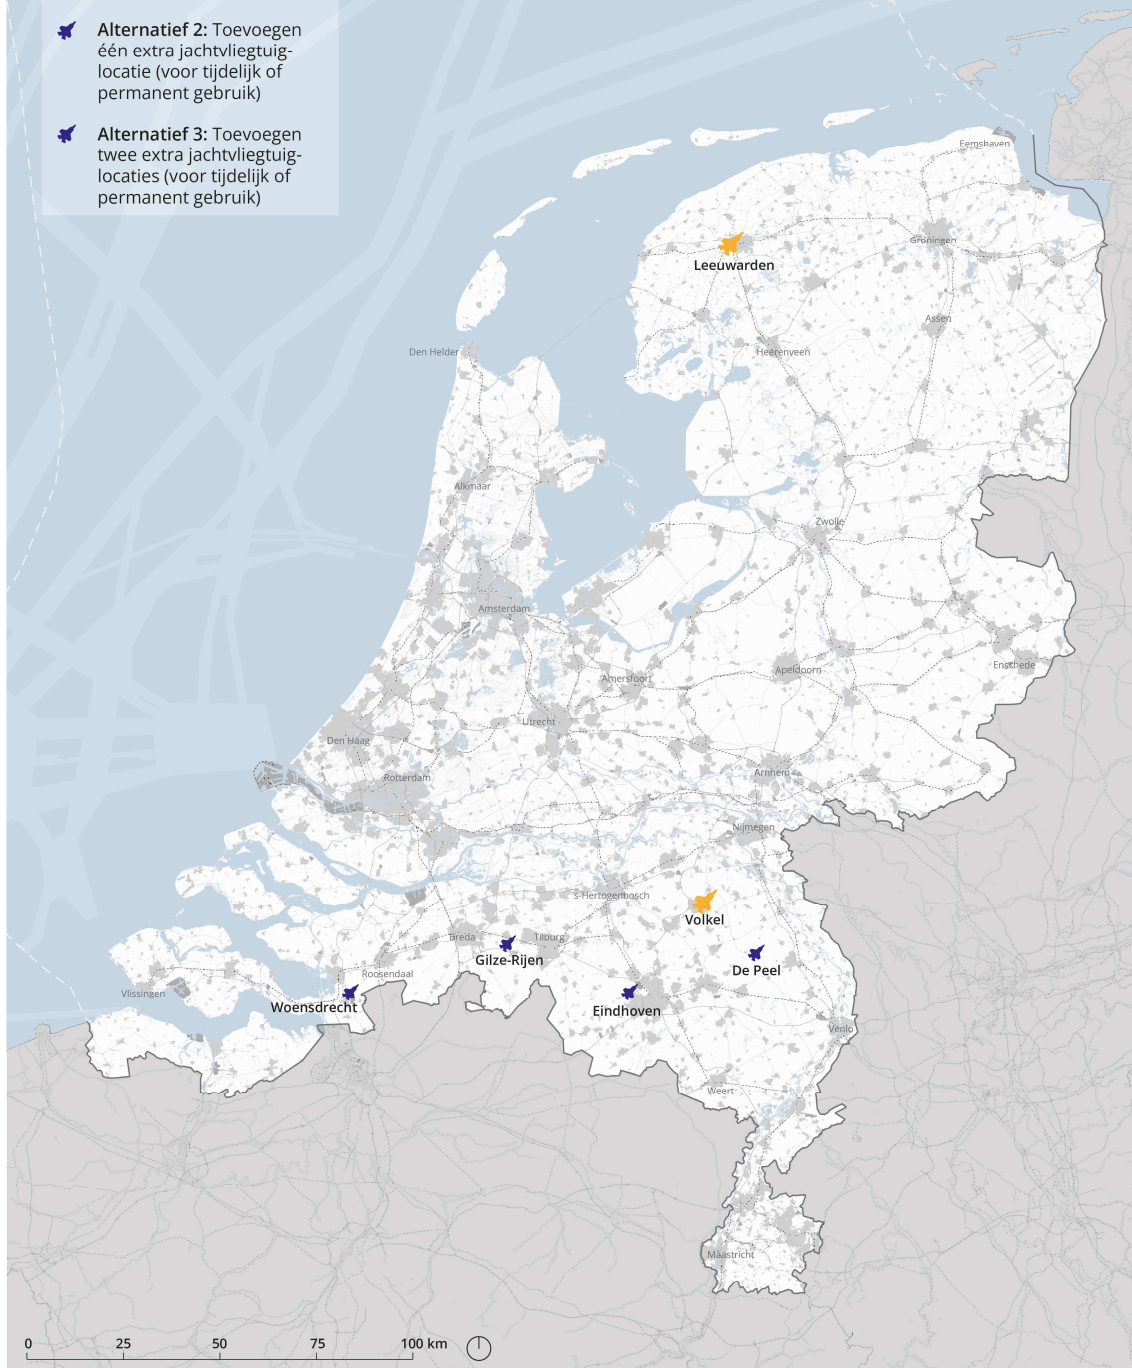 Alternatief 2: Toevoegen
één extra jachtvliegtuig-
locatie (voor tijdelijk of
permanent gebruik)
Alternatief 3: Toevoegen
twee extra jachtvliegtuig-
locaties (voor tijdelijk of
permanent gebruik)
Eemshaven
Groningen
Leeuwarden
Assen
Den Helder
Heerenveen
Alkmaar
Zwolle
Amsterdam
Enschede
Apeldoorn
Amersfoort
Utrecht
Den Haag
Arnhem
Rotterdam
Nijmegen
's-Hertogenbosch
Volkel
Breda
Tilburg
Gilze-Rijen
De Peel
Roosendaal
Vlissingen
Woensdrecht
Eindhoven
Venlo
Weert
Maastricht
0 25 50 75 100 km